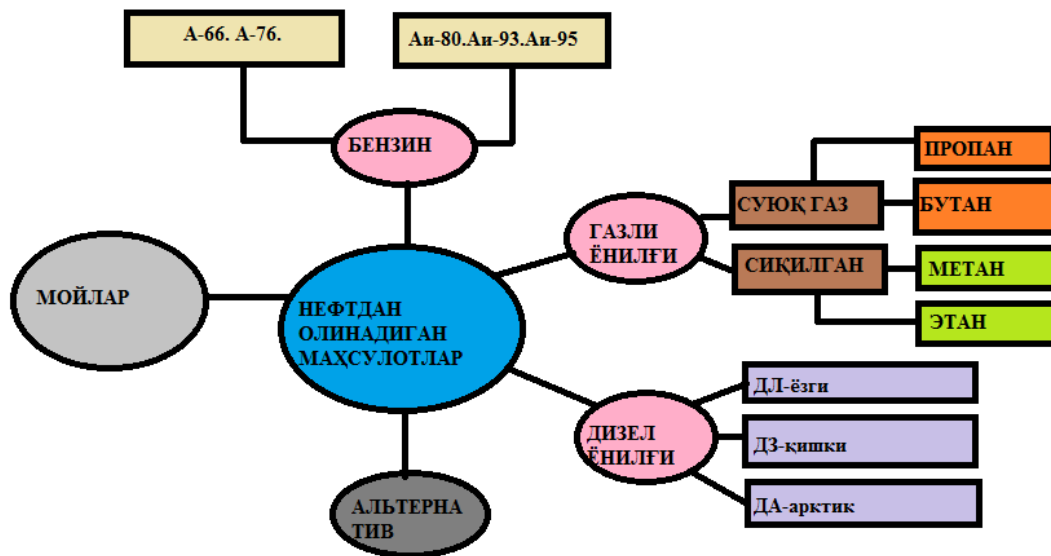 А-66. А-76.
Аи-80.Аи-93.Аи-95
БЕНЗИН
ПРОПАН
СУЮҚ ГАЗ
БУТАН
ГАЗЛИ
ЁНИЛҒИ
СИҚИЛГАН
МЕТАН
ЭТАН
МОЙЛАР
НЕФТДАН
ОЛИНАДИГАН
МАҲСУЛОТЛАР
ДЛ-ёзги
ДИЗЕЛ
ЁНИЛҒИ
ДЗ-қишки
ДА-арктик
АЛЬТЕРНА
ТИВ